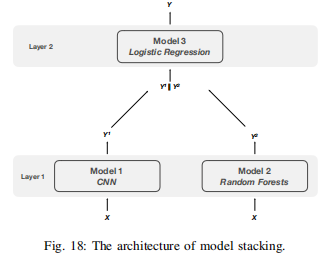 Y
Model 3
Logistic Regression
Layer 2
Y¹ ‖ Y²
Y¹
Y²
Model 1
CNN
Model 2
Random Forests
Layer 1
X
X
Fig. 18: The architecture of model stacking.